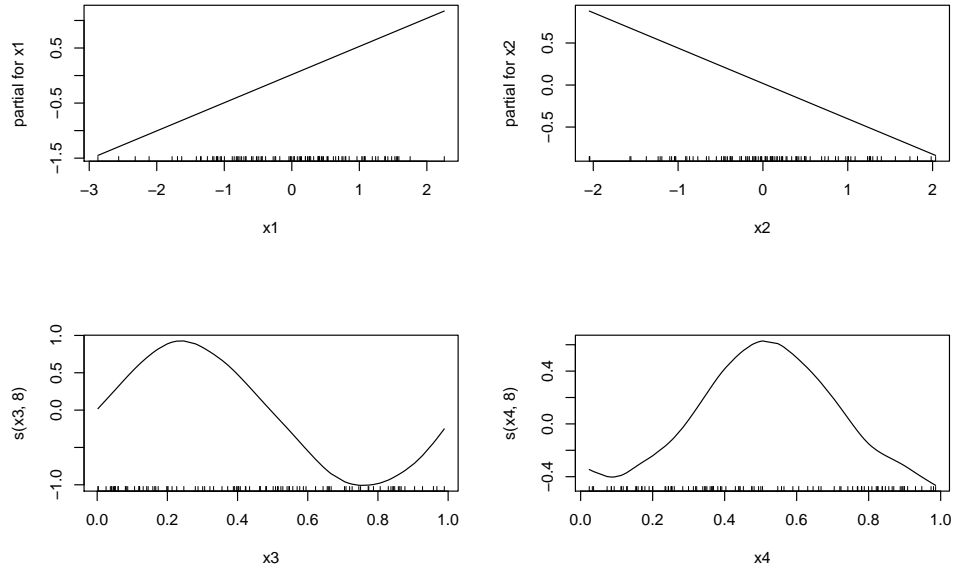 partial for x1
0.5
−0.5
−1.5
−3 −2 −1 0 1 2
x1
partial for x2
0.5
0.0
−0.5
−2 −1 0 1 2
x2
s(x3, 8)
1.0
0.5
0.0
−1.0
0.0 0.2 0.4 0.6 0.8 1.0
x3
s(x4, 8)
0.4
0.0
−0.4
0.0 0.2 0.4 0.6 0.8 1.0
x4